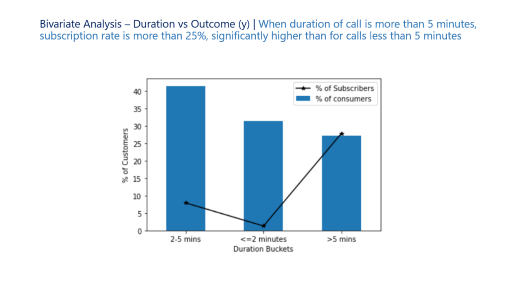 Bivariate Analysis – Duration vs Outcome (y) | When duration of call is more than 5 minutes,
subscription rate is more than 25%, significantly higher than for calls less than 5 minutes
% of Subscribers
% of consumers
% of Customers
40
35
30
25
20
15
10
5
0
2-5 mins <=2 minutes >5 mins
Duration Buckets